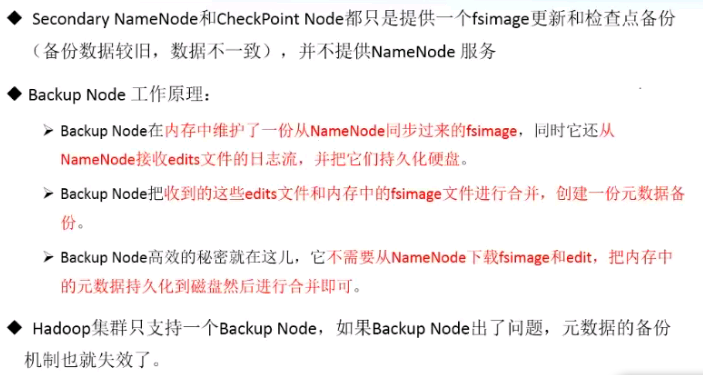 ◆ Secondary NameNode和CheckPoint Node都只是提供一个fsimage更新和检查点备份
（备份数据较旧，数据不一致），并不提供NameNode 服务
◆ Backup Node 工作原理：
➢ Backup Node在内存中维护了一份从NameNode同步过来的fsimage，同时它还从
NameNode接收edits文件的日志流，并把它们持久化硬盘。
➢ Backup Node把收到的这些edits文件和内存中的fsimage文件进行合并，创建一份元数据备
份。
➢ Backup Node高效的秘密就在这儿，它不需要从NameNode下载fsimage和edit，把内存中
的元数据持久化到磁盘然后进行合并即可。
◆ Hadoop集群只支持一个Backup Node，如果Backup Node出了问题，元数据的备份
机制也就失效了。